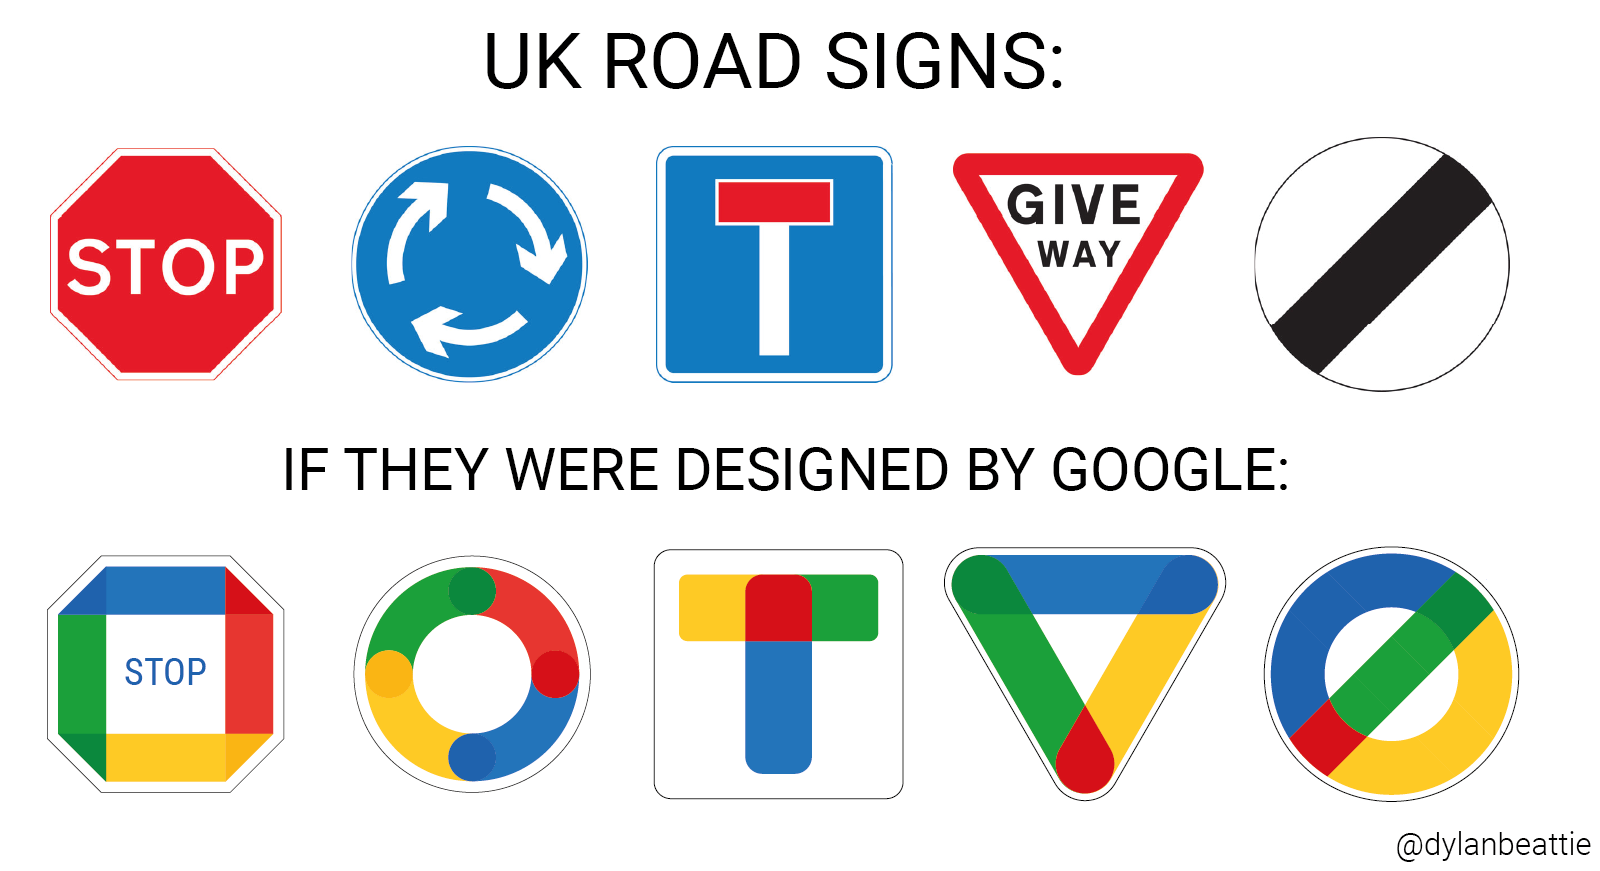 UK ROAD SIGNS:
STOP
GIVE
WAY
IF THEY WERE DESIGNED BY GOOGLE:
STOP
@dylanbeattie